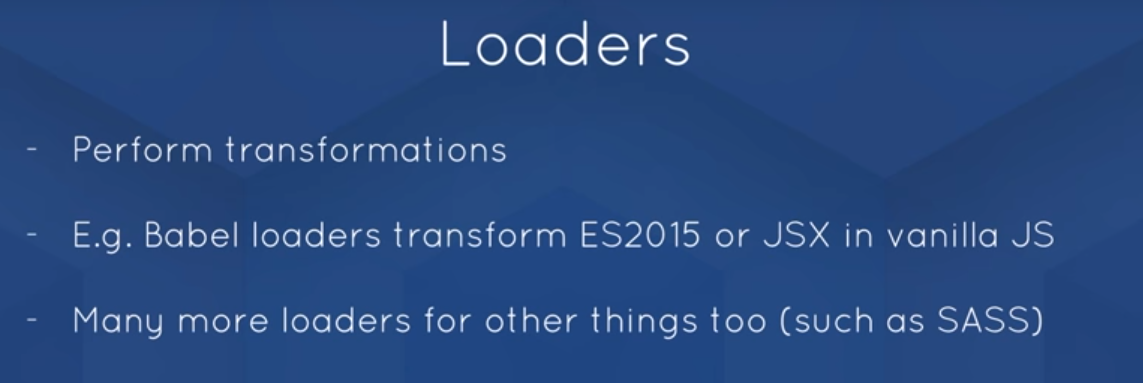 Loaders
- Perform transformations
- E.g. Babel loaders transform ES2015 or JSX in vanilla JS
- Many more loaders for other things too (such as SASS)